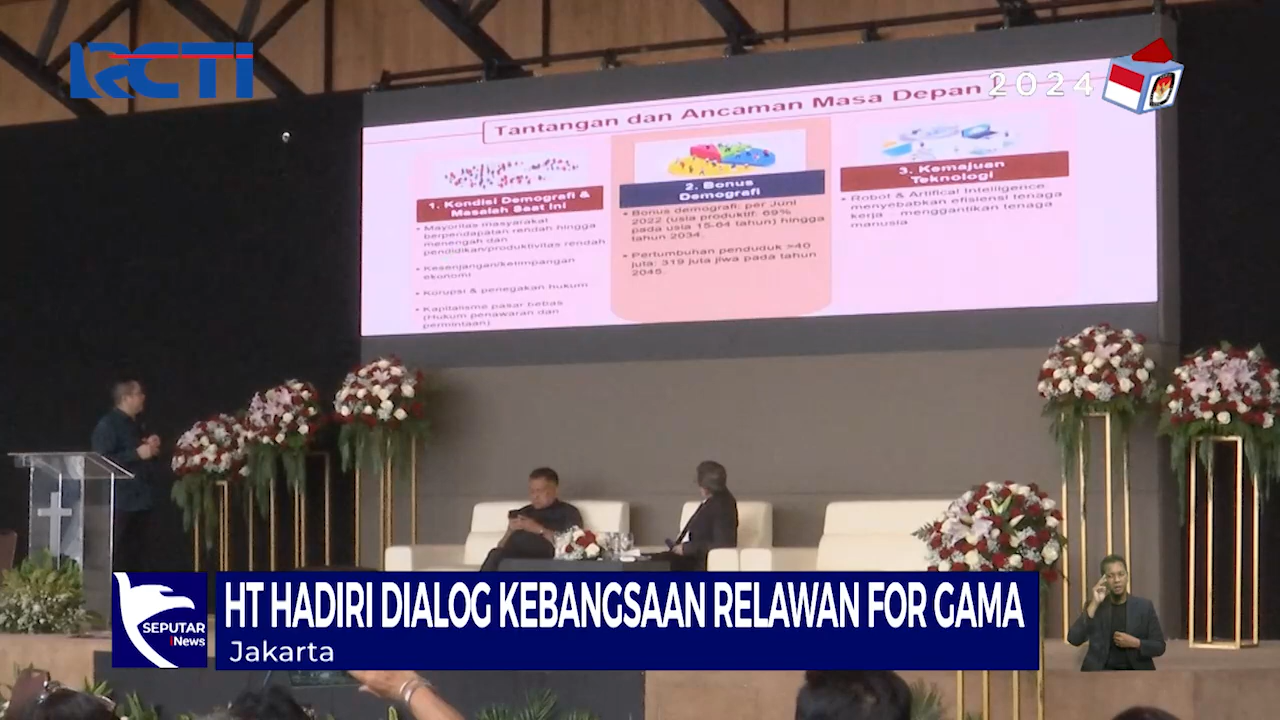 RCTI
2024
Tantangan dan Ancaman Masa Depan
1. Kondisi Demografi &
Masalah Saat Ini
• Mayoritas masyarakat
berpendapatan rendah hingga
menengah dan
pendidikan/produktivitas rendah
• Kesenjangan/ketimpangan
ekonomi
• Korupsi & penegakan hukum
• Kapitalisme pasar bebas
(Hukum penawaran dan
permintaan)
2. Bonus
Demografi
• Bonus demografi: per Juni
2022 (usia produktif: 69%
pada usia 15-64 tahun) hingga
tahun 2034.
• Pertumbuhan penduduk >40
juta: 319 juta jiwa pada tahun
2045.
3. Kemajuan
Teknologi
• Robot & Artifical Intelligence
menyebabkan efisiensi tenaga
kerja - menggantikan tenaga
manusia
SEPUTAR
iNews
HT HADIRI DIALOG KEBANGSAAN RELAWAN FOR GAMA
Jakarta